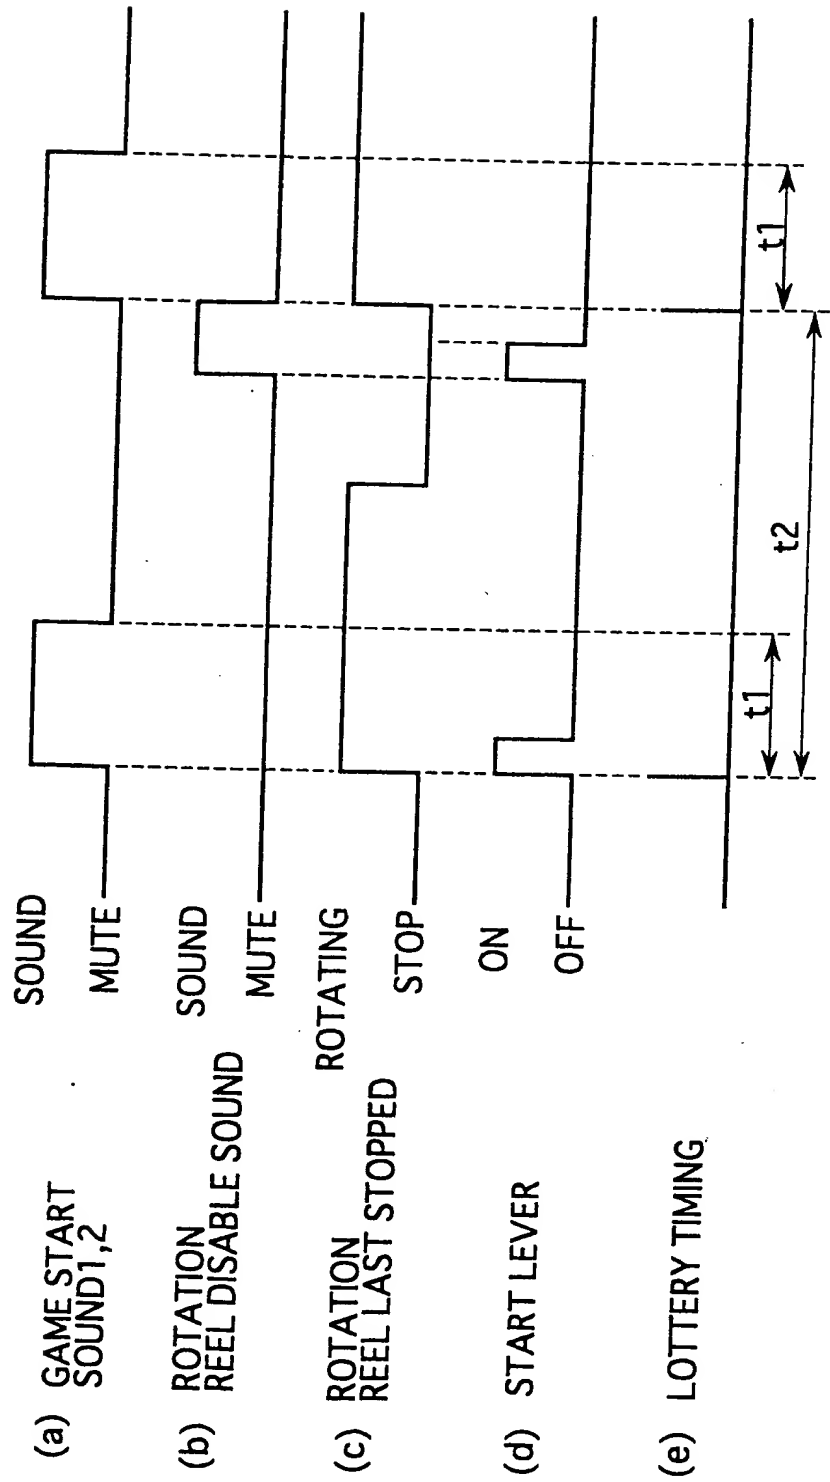 (a) GAME START
SOUND1,2
SOUND
MUTE
(b) ROTATION
REEL DISABLE SOUND
SOUND
MUTE
(c) ROTATION
REEL LAST STOPPED
ROTATING
STOP
(d) START LEVER
ON
OFF
(e) LOTTERY TIMING
t1
t2
t1